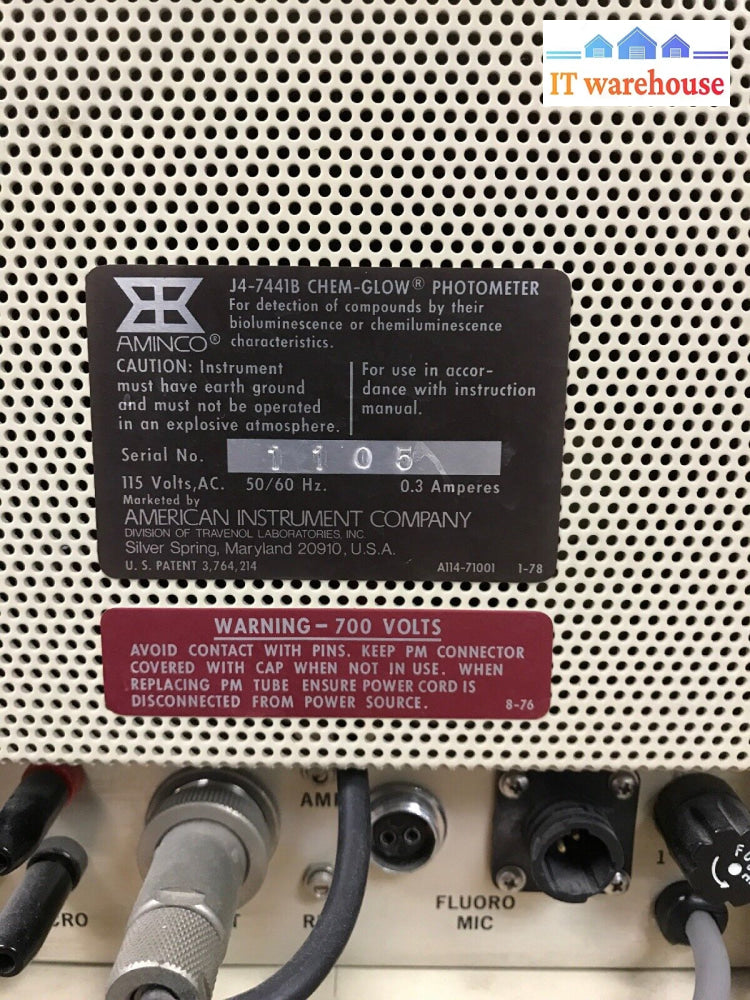 IT warehouse
J4-7441B CHEM-GLOW® PHOTOMETER
For detection of compounds by their
bioluminescence or chemiluminescence
characteristics.
AMINCO®
CAUTION: Instrument
must have earth ground
and must not be operated
in an explosive atmosphere.
For use in accor-
dance with instruction
manual.
Serial No. 1105
115 Volts,AC. 50/60 Hz. 0.3 Amperes
Marketed by
AMERICAN INSTRUMENT COMPANY
DIVISION OF TRAVENOL LABORATORIES, INC.
Silver Spring, Maryland 20910, U.S.A.
U. S. PATENT 3,764,214 A114-71001 1-78
WARNING – 700 VOLTS
AVOID CONTACT WITH PINS. KEEP PM CONNECTOR
COVERED WITH CAP WHEN NOT IN USE. WHEN
REPLACING PM TUBE ENSURE POWER CORD IS
DISCONNECTED FROM POWER SOURCE. 8-76
FLUORO
MIC